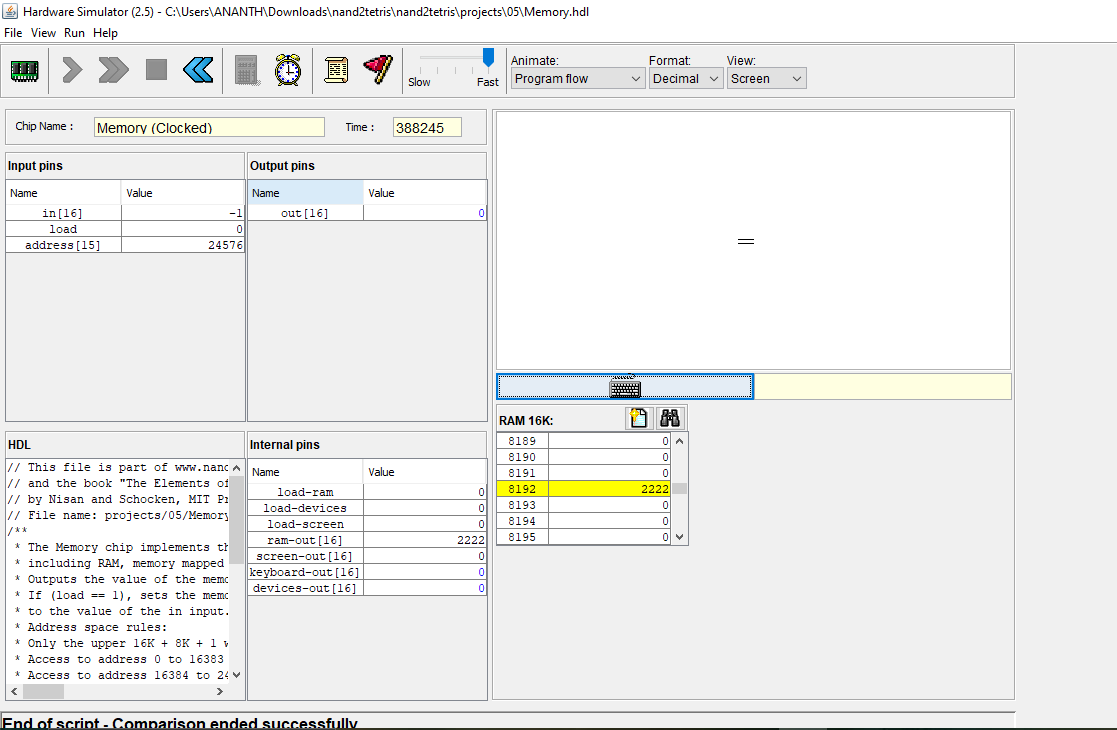 Hardware Simulator (2.5) - C:\Users\ANANTH\Downloads\nand2tetris\nand2tetris\projects\05\Memory.hdl
File View Run Help
Slow Fast
Animate: Format: View:
Program flow Decimal Screen
Chip Name : Memory (Clocked) Time : 388245
Input pins
Name Value
in[16] -1
load 0
address[15] 24576
Output pins
Name Value
out[16] 0
HDL
// This file is part of www.nand
// and the book "The Elements of
// by Nisan and Schocken, MIT Pr
// File name: projects/05/Memory
/**
* The Memory chip implements th
* including RAM, memory mapped
* Outputs the value of the memo
* If (load == 1), sets the memo
* to the value of the in input.
* Address space rules:
* Only the upper 16K + 8K + 1 w
* Access to address 0 to 16383
* Access to address 16384 to 24
Internal pins
Name Value
load-ram 0
load-devices 0
load-screen 0
ram-out[16] 2222
screen-out[16] 0
keyboard-out[16] 0
devices-out[16] 0
RAM 16K:
8189 0
8190 0
8191 0
8192 2222
8193 0
8194 0
8195 0
End of script - Comparison ended successfully